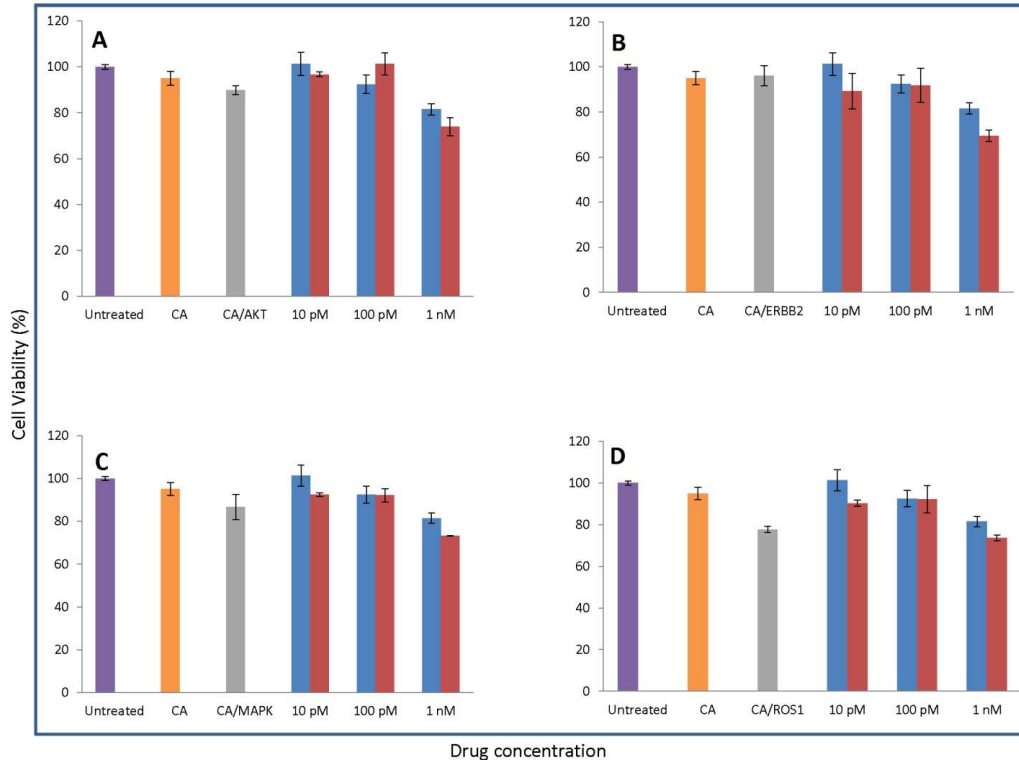 A
120
100
80
60
40
20
0
Untreated CA CA/AKT 10 pM 100 pM 1 nM
B
120
100
80
60
40
20
0
Untreated CA CA/ERBB2 10 pM 100 pM 1 nM
Cell Viability (%)
C
120
100
80
60
40
20
0
Untreated CA CA/MAPK 10 pM 100 pM 1 nM
D
120
100
80
60
40
20
0
Untreated CA CA/ROS1 10 pM 100 pM 1 nM
Drug concentration